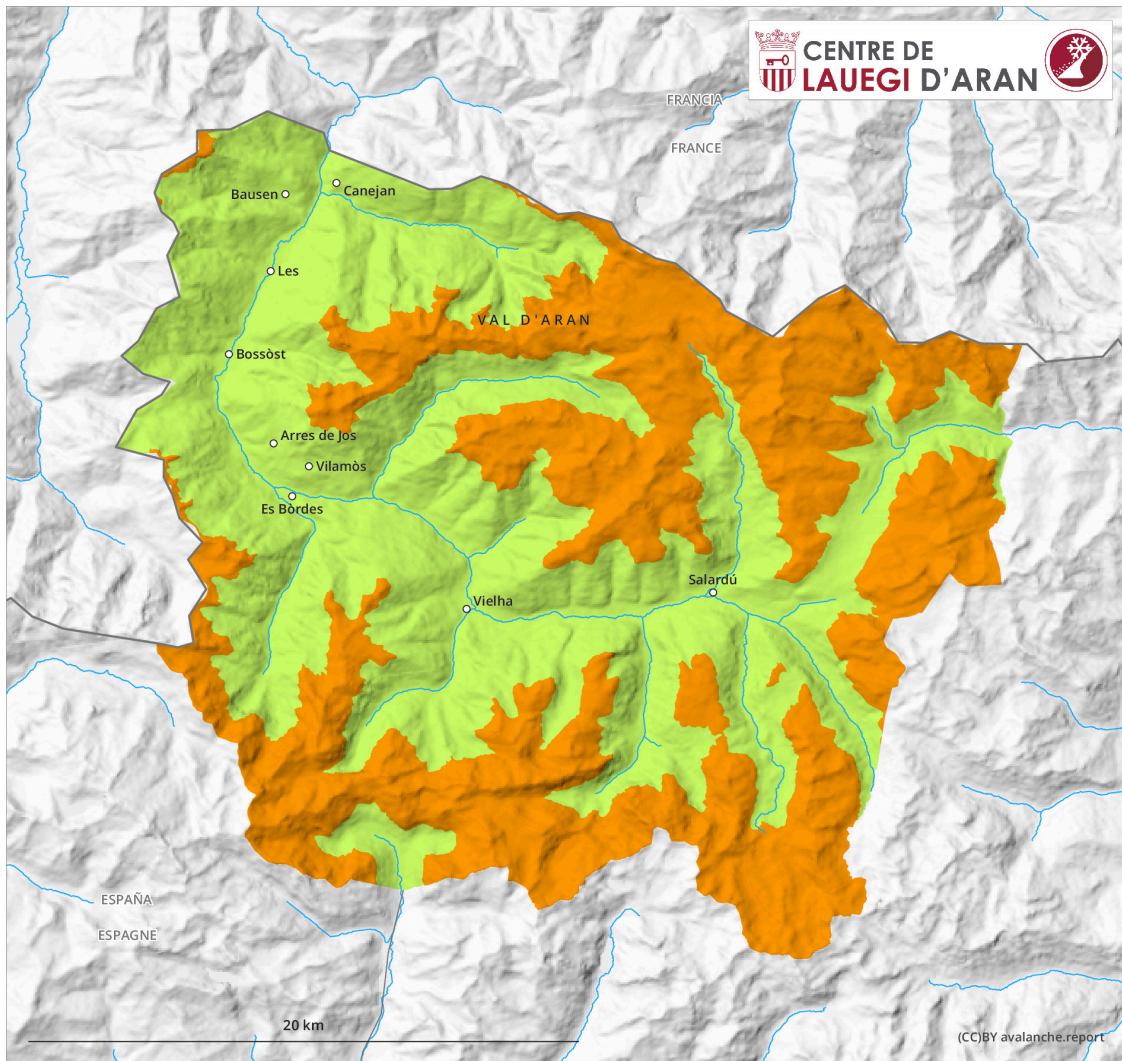 CENTRE DE
LAUEGI D'ARAN
FRANCIA
FRANCE
Bausen
Canejan
Les
VAL D'ARAN
Bossòst
Arres de Jos
Vilamòs
Es Bòrdes
Salardú
Vielha
ESPAÑA
ESPAGNE
20 km
(CC)BY avalanche.report